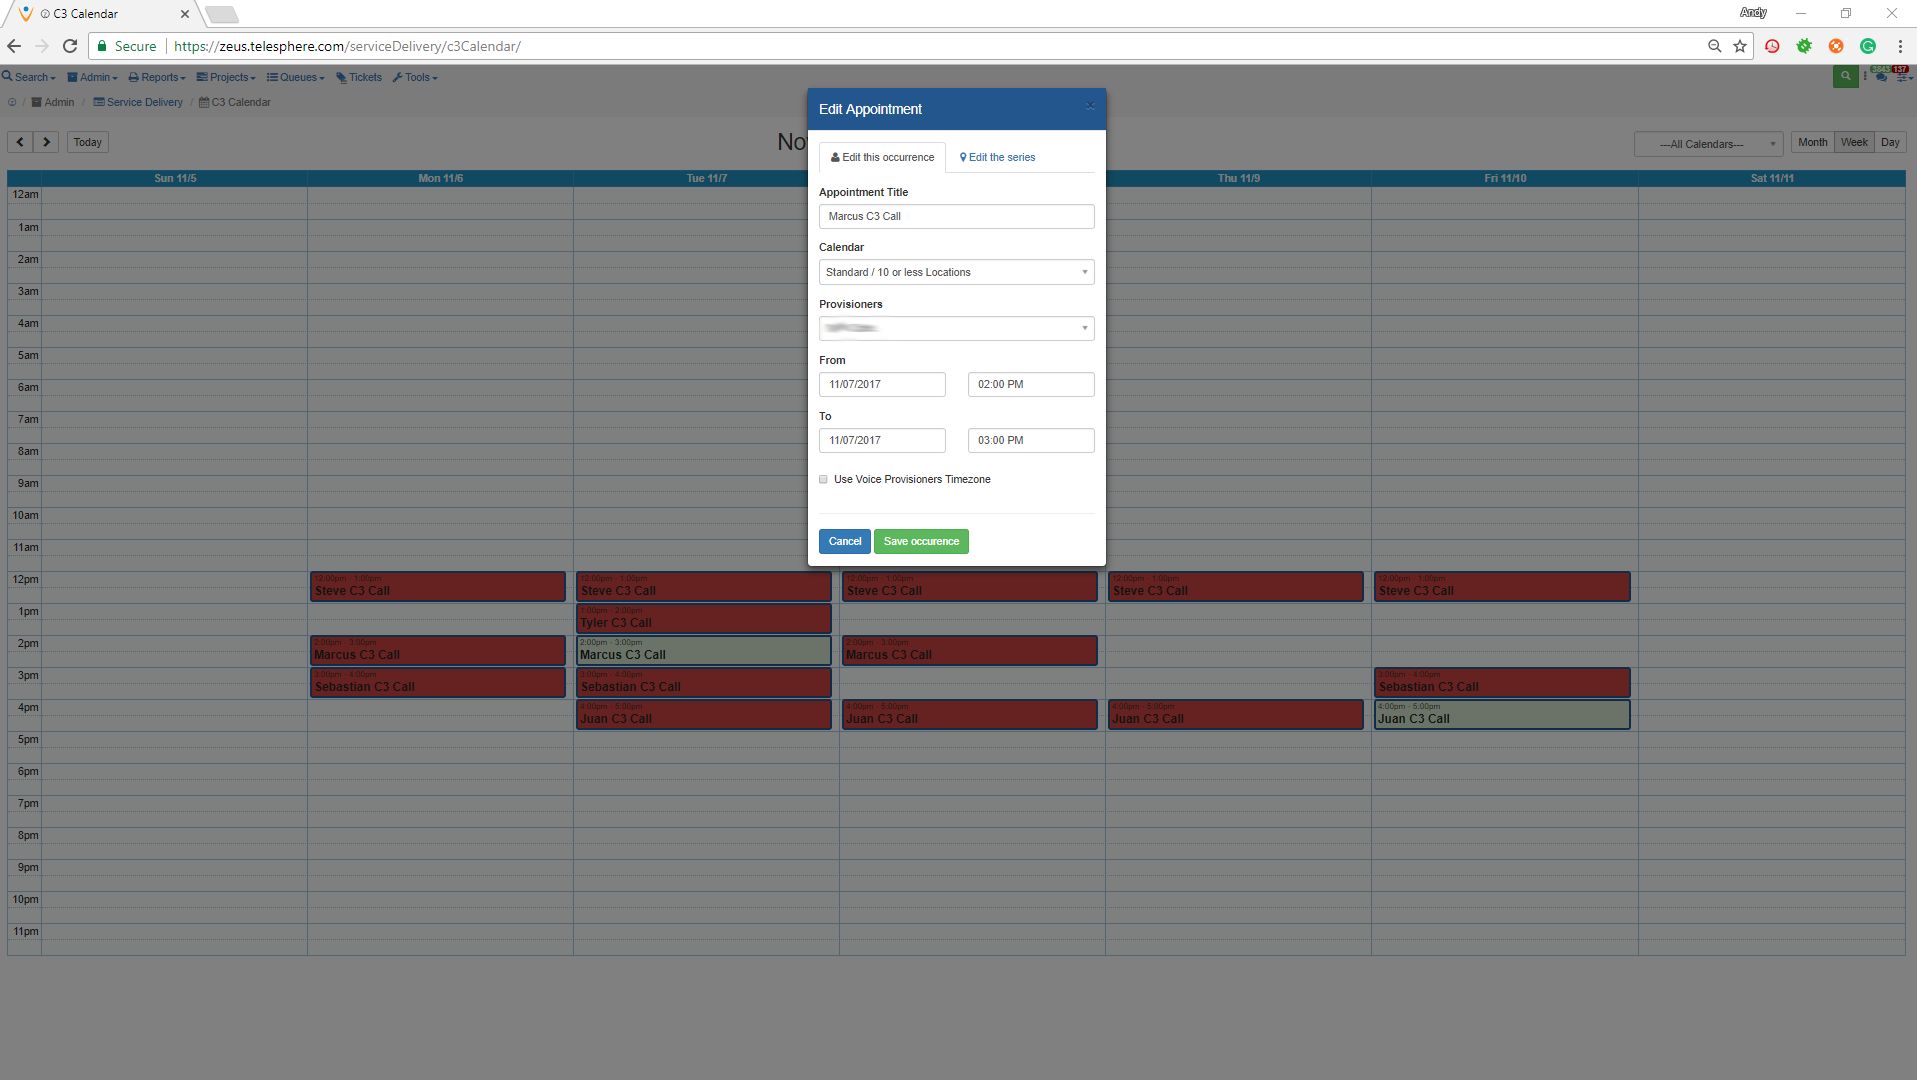 C3 Calendar
Andy
Secure
https://zeus.telesphere.com/serviceDelivery/c3Calendar/
Search Admin Reports Projects Queues Tickets Tools
3843 137
/ Admin / Service Delivery / C3 Calendar
Today
No
---All Calendars---
Month Week Day
Sun 11/5 Mon 11/6 Tue 11/7 Thu 11/9 Fri 11/10 Sat 11/11
Edit Appointment
×
Edit this occurrence
Edit the series
Appointment Title
Marcus C3 Call
Calendar
Standard / 10 or less Locations
Provisioners
From
11/07/2017 02:00 PM
To
11/07/2017 03:00 PM
Use Voice Provisioners Timezone
Cancel Save occurence
12am
1am
2am
3am
4am
5am
6am
7am
8am
9am
10am
11am
12pm
12:00pm - 1:00pm 12:00pm - 1:00pm 12:00pm - 1:00pm 12:00pm - 1:00pm 12:00pm - 1:00pm
Steve C3 Call Steve C3 Call Steve C3 Call Steve C3 Call Steve C3 Call
1pm
1:00pm - 2:00pm
Tyler C3 Call
2pm
2:00pm - 3:00pm 2:00pm - 3:00pm 2:00pm - 3:00pm
Marcus C3 Call Marcus C3 Call Marcus C3 Call
3pm
3:00pm - 4:00pm 3:00pm - 4:00pm 3:00pm - 4:00pm
Sebastian C3 Call Sebastian C3 Call Sebastian C3 Call
4pm
4:00pm - 5:00pm 4:00pm - 5:00pm 4:00pm - 5:00pm 4:00pm - 5:00pm
Juan C3 Call Juan C3 Call Juan C3 Call Juan C3 Call
5pm
6pm
7pm
8pm
9pm
10pm
11pm